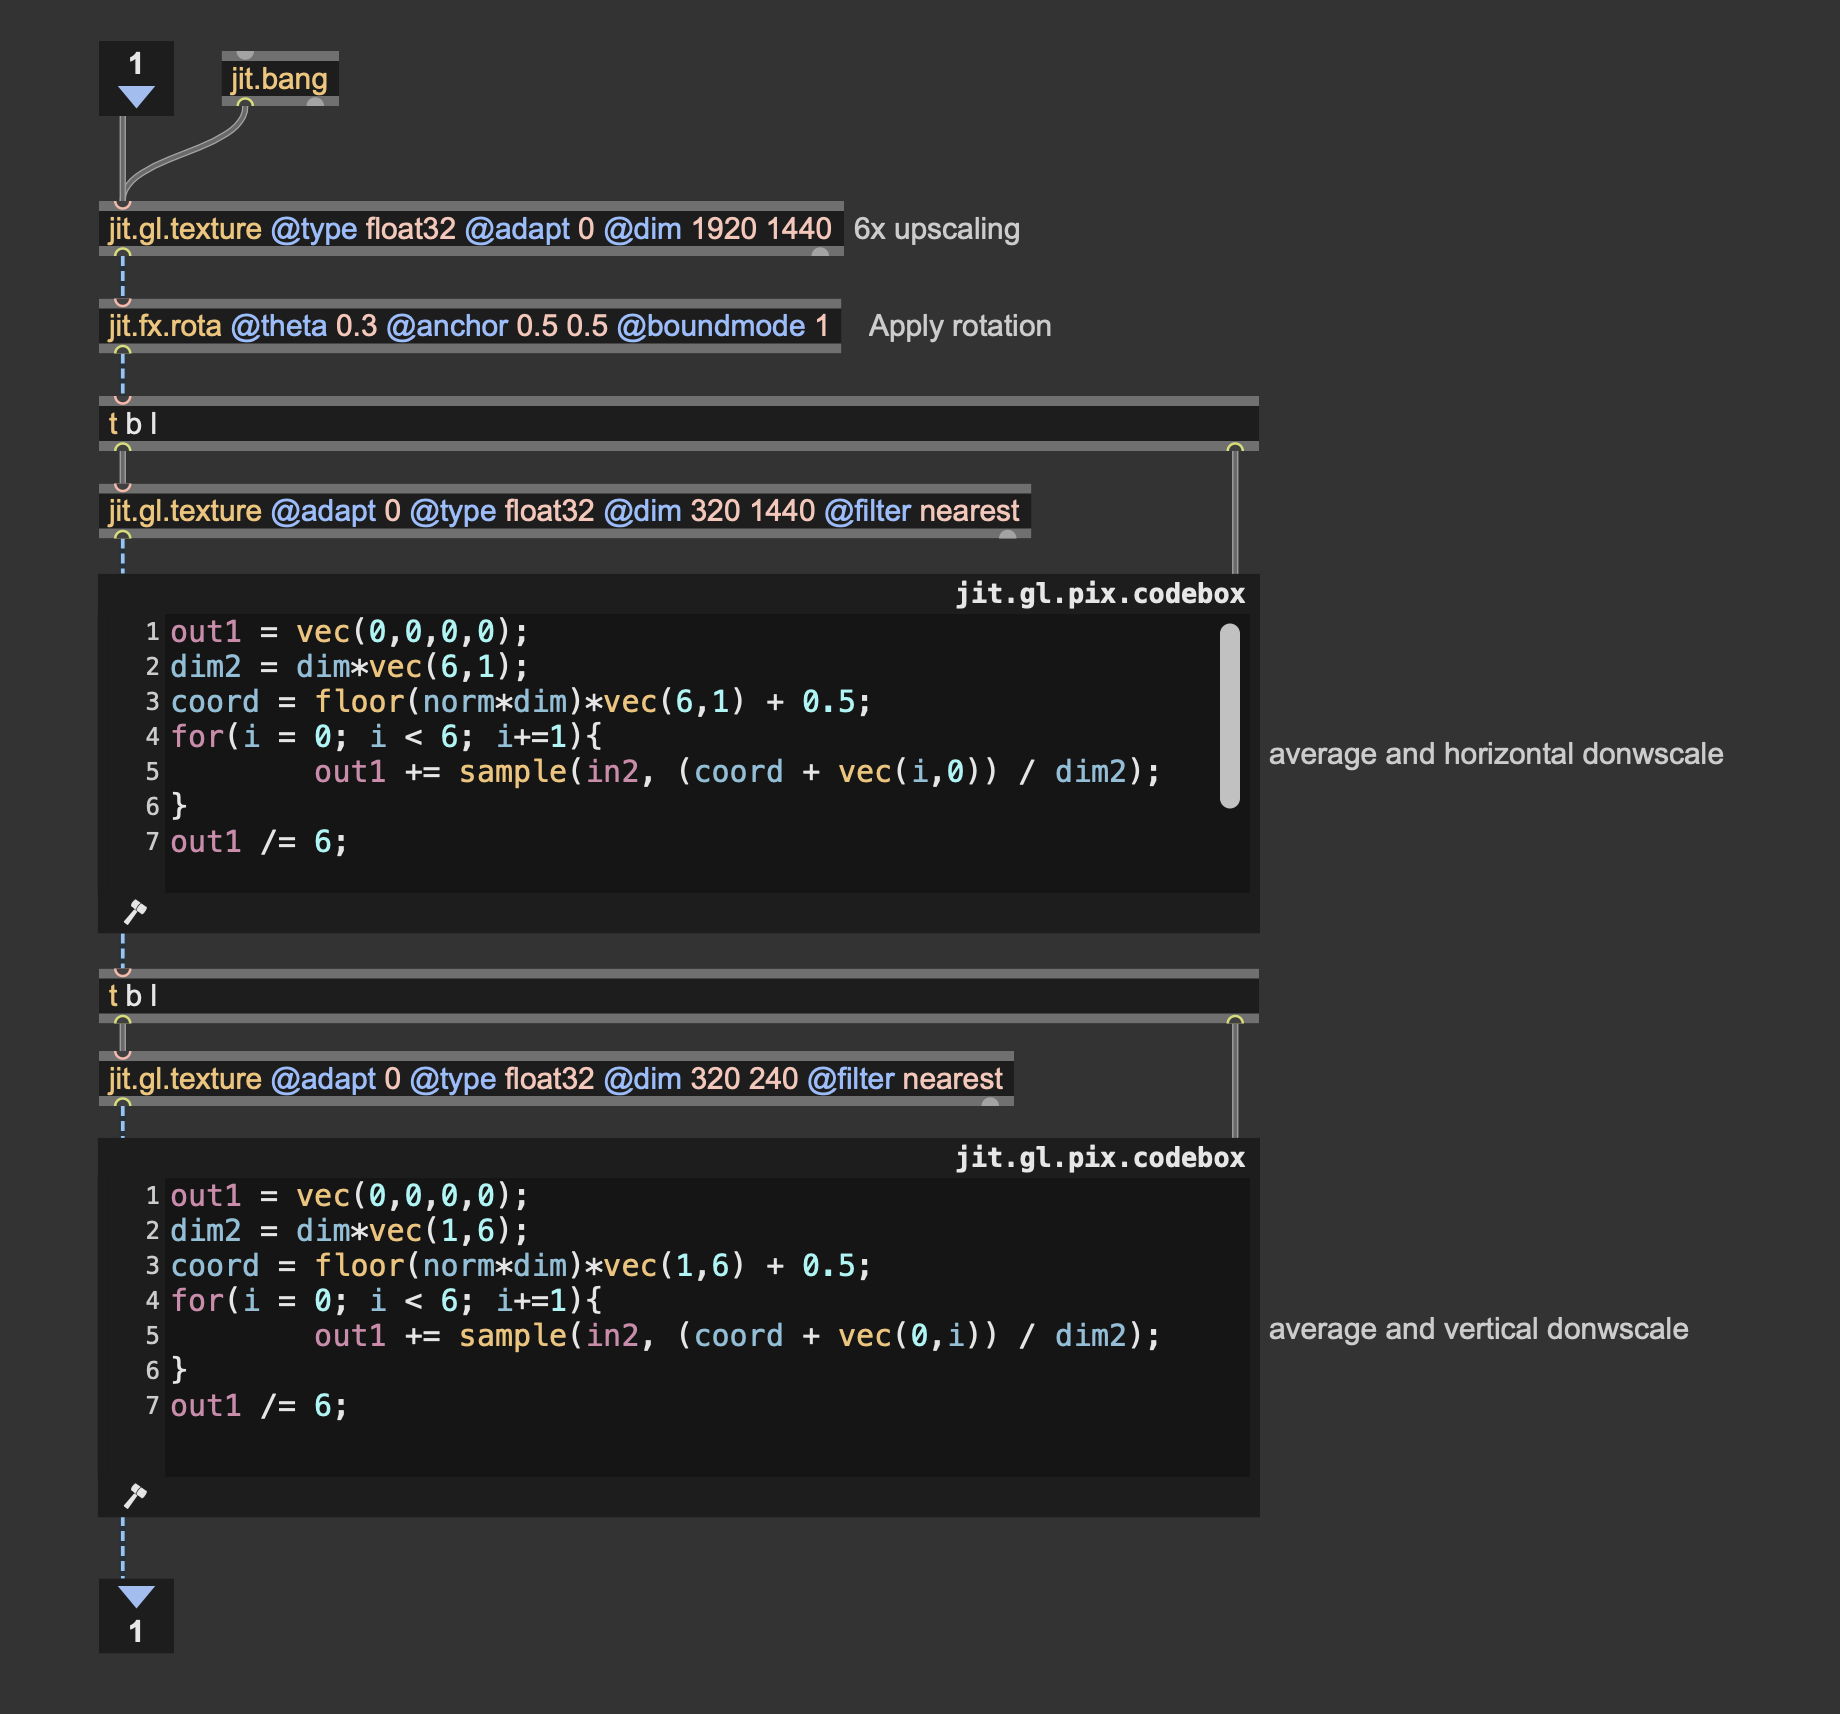 1
jit.bang
jit.gl.texture @type float32 @adapt 0 @dim 1920 1440
6x upscaling
jit.fx.rota @theta 0.3 @anchor 0.5 0.5 @boundmode 1
Apply rotation
t b l
jit.gl.texture @adapt 0 @type float32 @dim 320 1440 @filter nearest
jit.gl.pix.codebox
1 out1 = vec(0,0,0,0);
2 dim2 = dim*vec(6,1);
3 coord = floor(norm*dim)*vec(6,1) + 0.5;
4 for(i = 0; i < 6; i+=1){
5 out1 += sample(in2, (coord + vec(i,0)) / dim2);
6 }
7 out1 /= 6;
average and horizontal donwscale
t b l
jit.gl.texture @adapt 0 @type float32 @dim 320 240 @filter nearest
jit.gl.pix.codebox
1 out1 = vec(0,0,0,0);
2 dim2 = dim*vec(1,6);
3 coord = floor(norm*dim)*vec(1,6) + 0.5;
4 for(i = 0; i < 6; i+=1){
5 out1 += sample(in2, (coord + vec(0,i)) / dim2);
6 }
7 out1 /= 6;
average and vertical donwscale
1